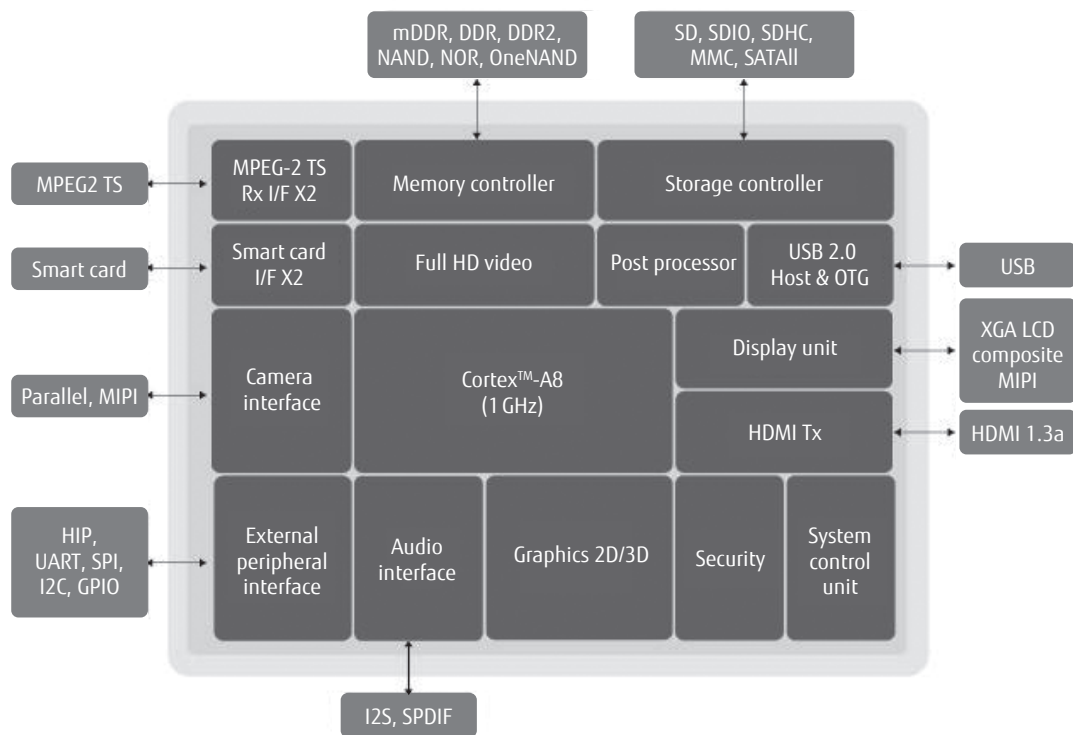 mDDR, DDR, DDR2,
NAND, NOR, OneNAND
SD, SDIO, SDHC,
MMC, SATAll
MPEG2 TS
MPEG-2 TS
Rx I/F X2
Memory controller
Storage controller
Smart card
Smart card
I/F X2
Full HD video
Post processor
USB 2.0
Host & OTG
USB
Parallel, MIPI
Camera
interface
Cortex™-A8
(1 GHz)
Display unit
XGA LCD
composite
MIPI
HDMI Tx
HDMI 1.3a
HIP,
UART, SPI,
I2C, GPIO
External
peripheral
interface
Audio
interface
Graphics 2D/3D
Security
System
control
unit
I2S, SPDIF